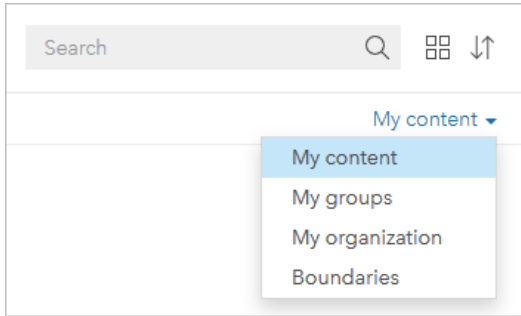 Search
My content
My content
My groups
My organization
Boundaries